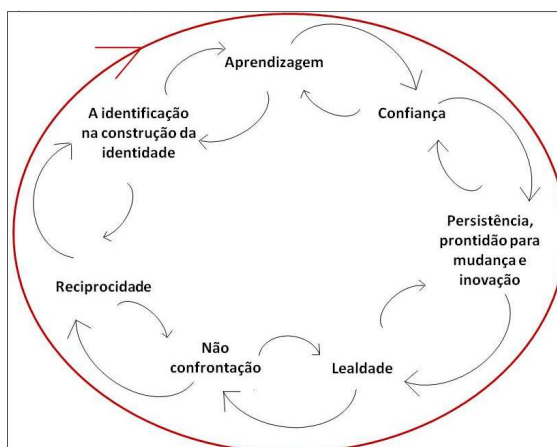 Aprendizagem
Confiança
Persistência,
prontidão para
mudança e
inovação
Lealdade
Não
confrontação
Reciprocidade
A identificação
na construção da
identidade